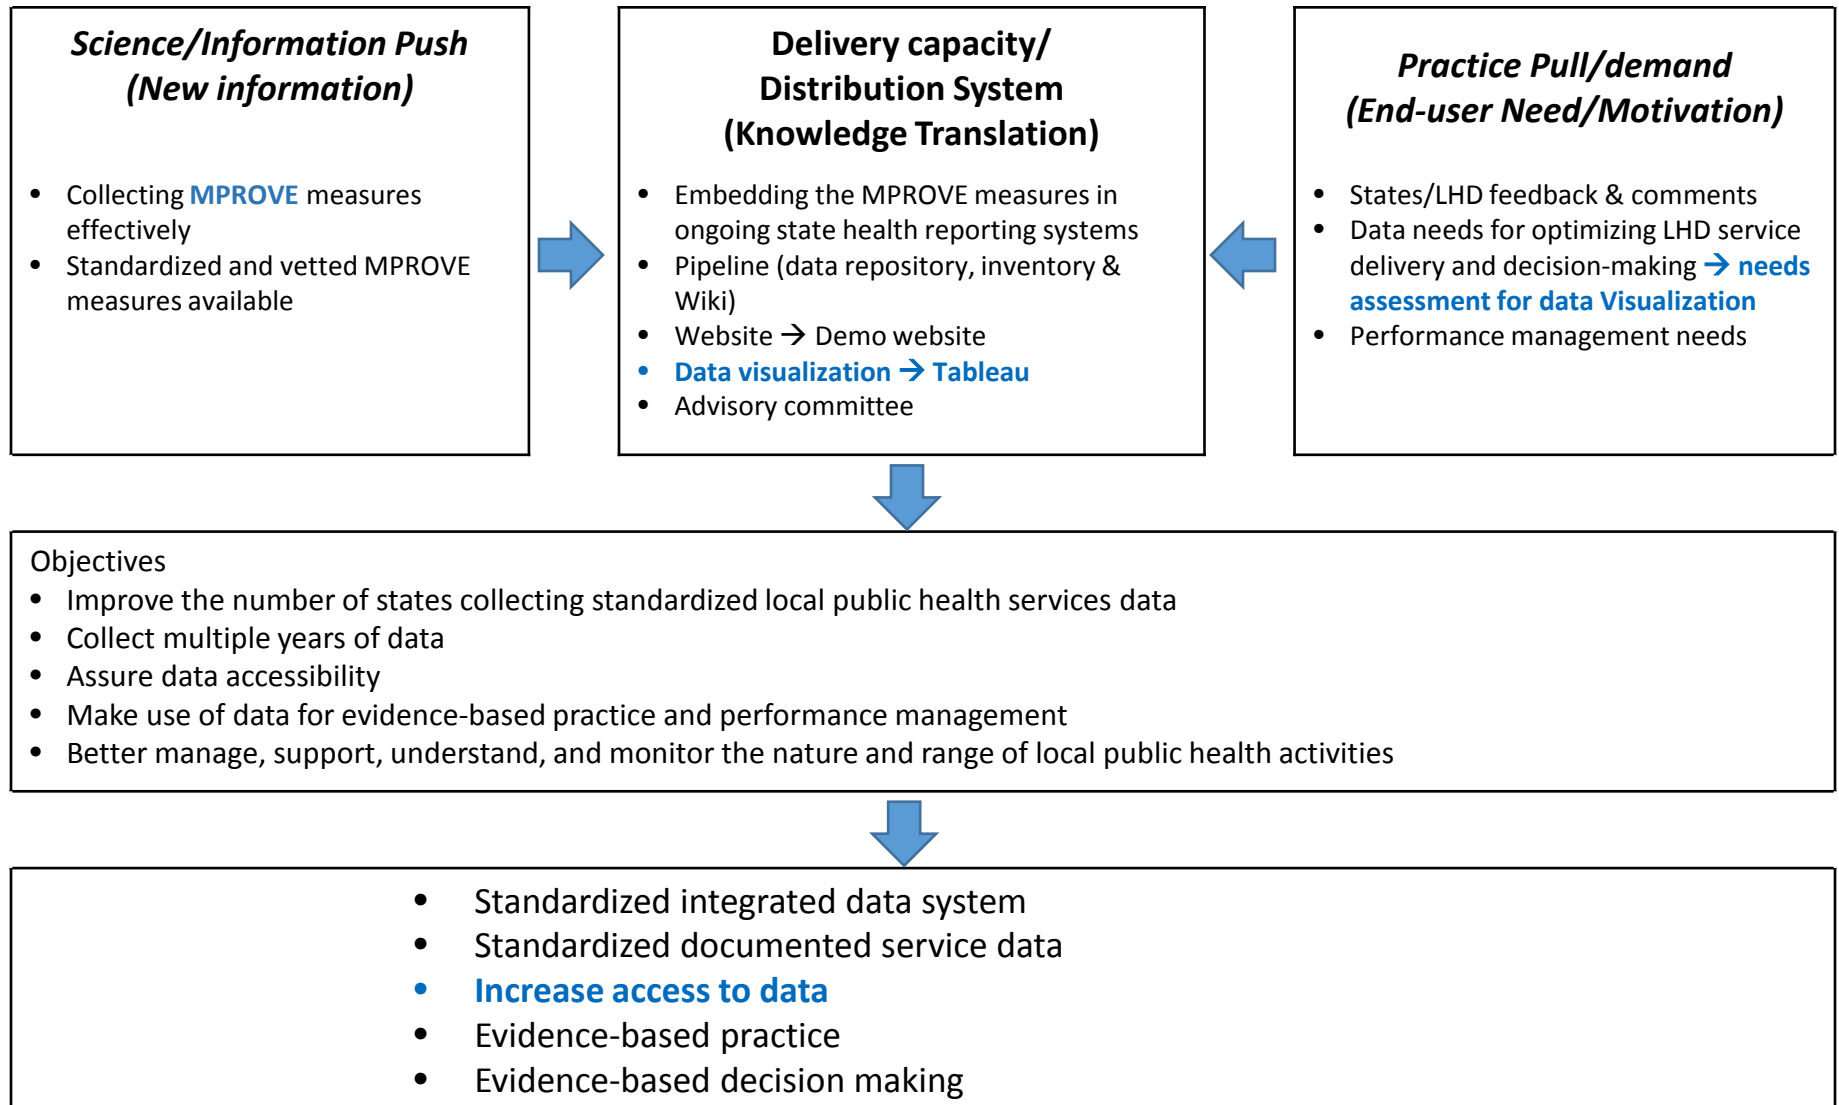 Science/Information Push
(New information)
• Collecting MPROVE measures
effectively
• Standardized and vetted MPROVE
measures available
Delivery capacity/
Distribution System
(Knowledge Translation)
• Embedding the MPROVE measures in
ongoing state health reporting systems
• Pipeline (data repository, inventory &
Wiki)
• Website → Demo website
• Data visualization → Tableau
• Advisory committee
Practice Pull/demand
(End-user Need/Motivation)
• States/LHD feedback & comments
• Data needs for optimizing LHD service
delivery and decision-making → needs
assessment for data Visualization
• Performance management needs
Objectives
• Improve the number of states collecting standardized local public health services data
• Collect multiple years of data
• Assure data accessibility
• Make use of data for evidence-based practice and performance management
• Better manage, support, understand, and monitor the nature and range of local public health activities
• Standardized integrated data system
• Standardized documented service data
• Increase access to data
• Evidence-based practice
• Evidence-based decision making